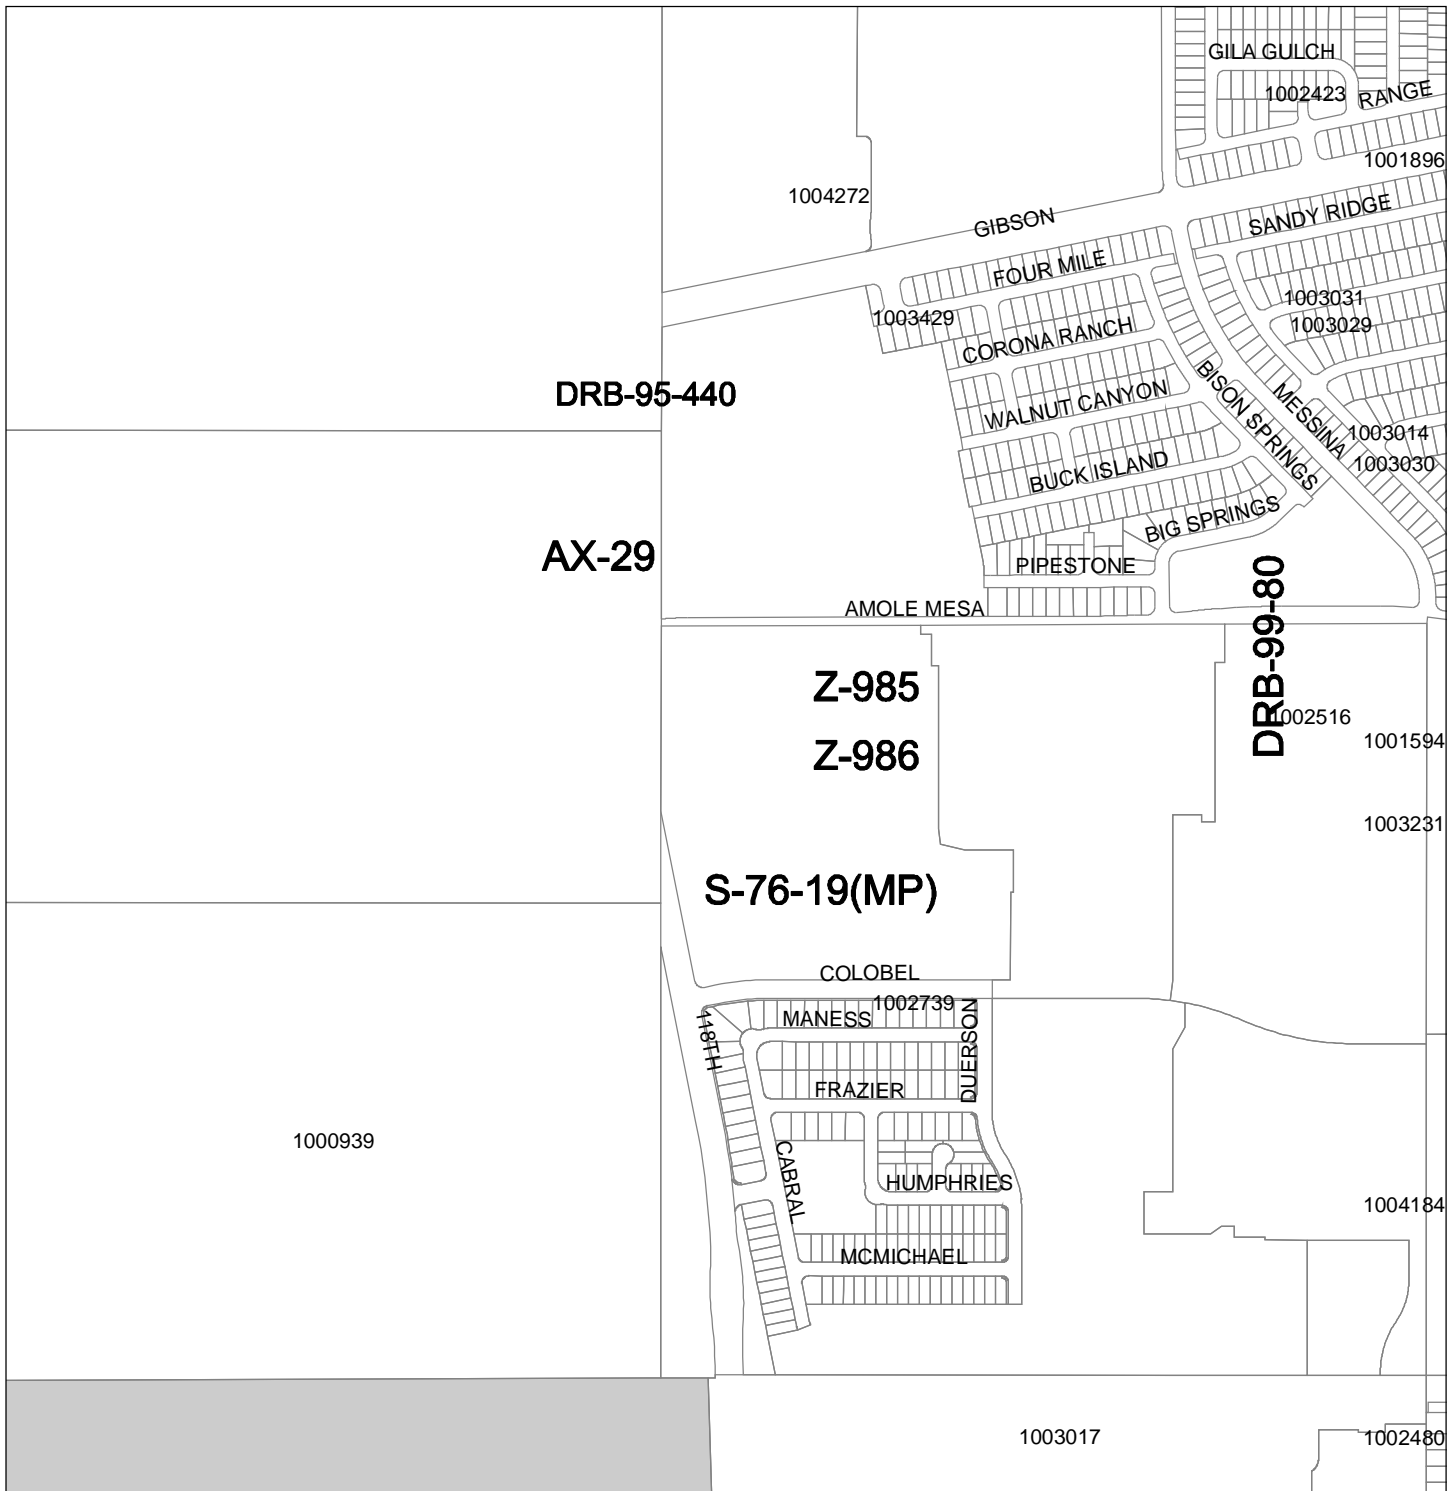 GILA GULCH
1002423
RANGE
1001896
1004272
GIBSON
SANDY RIDGE
FOUR MILE
1003031
1003429
1003029
CORONA RANCH
DRB-95-440
WALNUT CANYON
BISON SPRINGS
MESSINA
1003014
1003030
BUCK ISLAND
BIG SPRINGS
AX-29
PIPESTONE
AMOLE MESA
DRB-99-80
Z-985
1002516
1001594
Z-986
1003231
S-76-19(MP)
COLOBEL
1002739
MANESS
118TH
DUERSON
FRAZIER
1000939
CABRAL
HUMPHRIES
1004184
MCMICHAEL
1003017
1002480